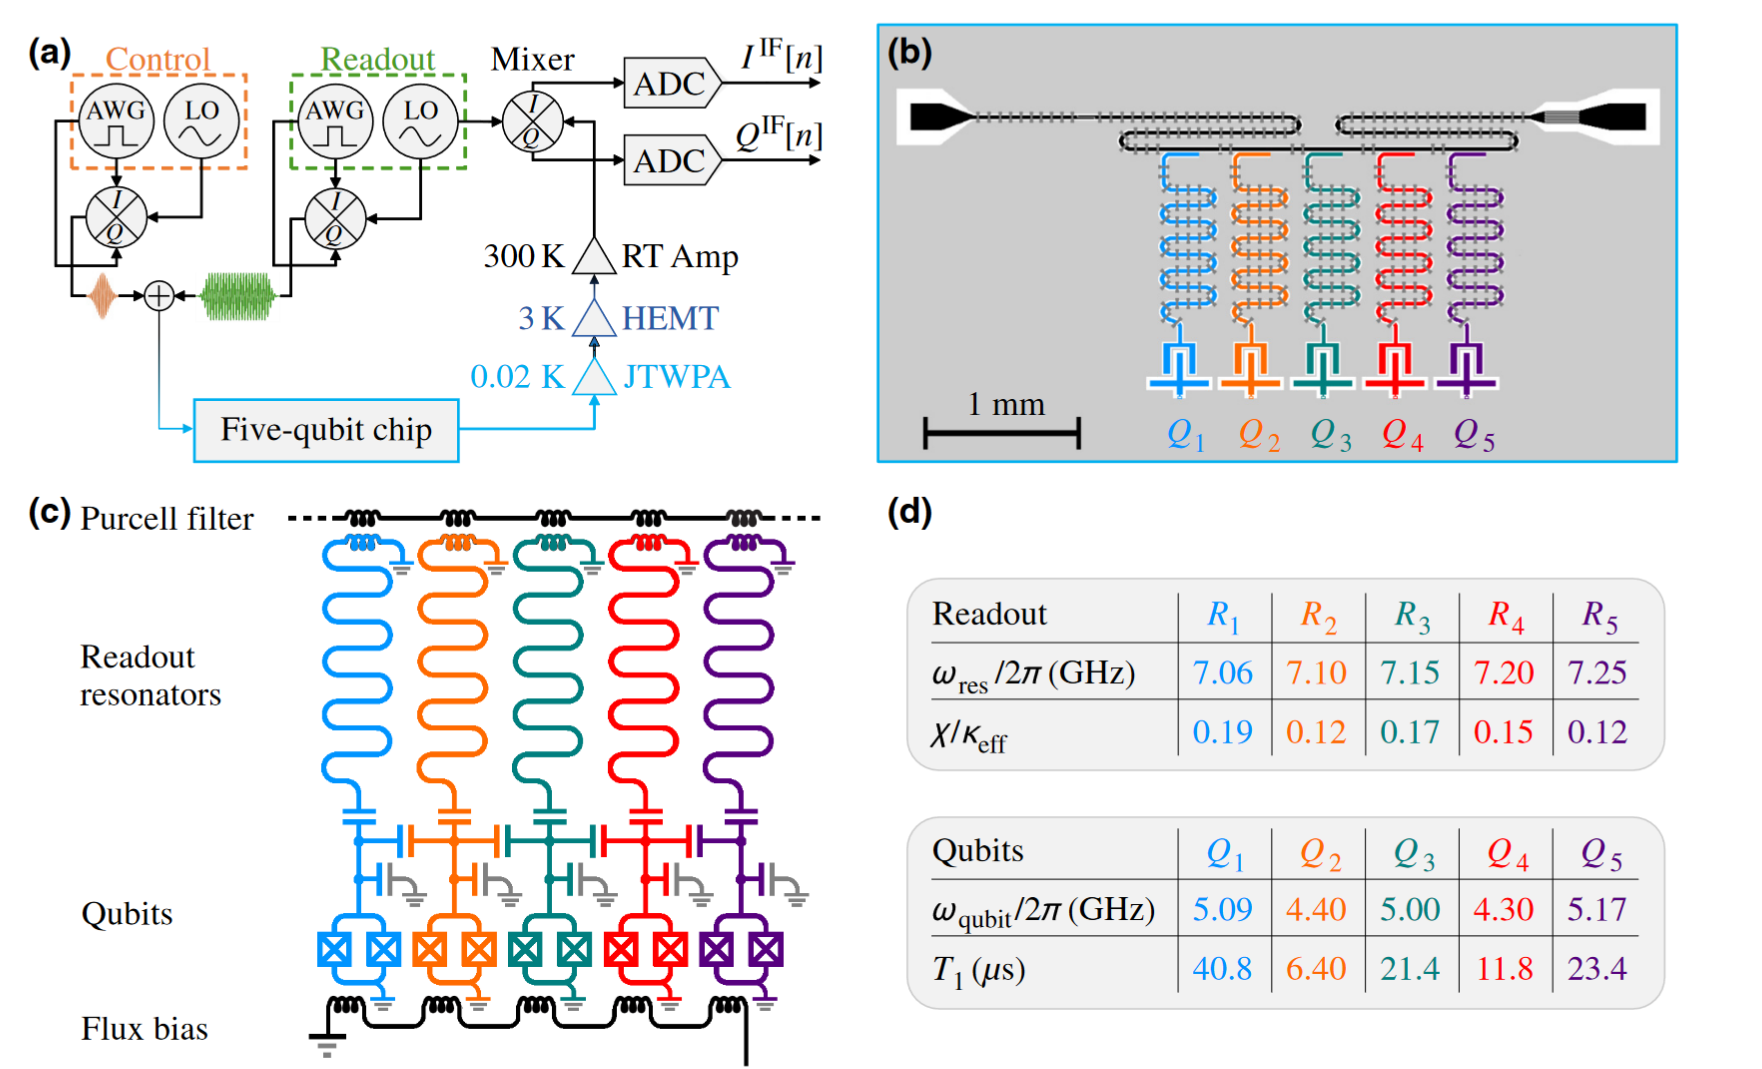 (a)
Control
Readout
Mixer
AWG
LO
AWG
LO
I
Q
I
Q
I
Q
ADC
I^IF[n]
ADC
Q^IF[n]
300 K RT Amp
3 K HEMT
0.02 K JTWPA
Five-qubit chip
(b)
1 mm
Q1 Q2 Q3 Q4 Q5
(c) Purcell filter
Readout
resonators
Qubits
Flux bias
(d)
Readout R1 R2 R3 R4 R5
ωres/2π (GHz) 7.06 7.10 7.15 7.20 7.25
χ/κeff 0.19 0.12 0.17 0.15 0.12
Qubits Q1 Q2 Q3 Q4 Q5
ωqubit/2π (GHz) 5.09 4.40 5.00 4.30 5.17
T1 (μs) 40.8 6.40 21.4 11.8 23.4